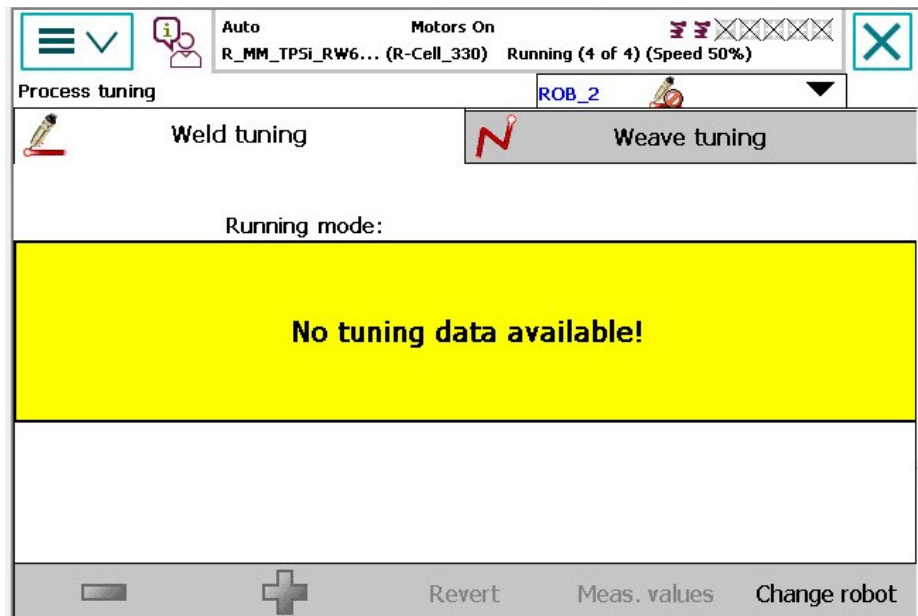 Auto Motors On
R_MM_TPSi_RW6... (R-Cell_330) Running (4 of 4) (Speed 50%)
Process tuning ROB_2
Weld tuning Weave tuning
Running mode:
No tuning data available!
Revert Meas. values Change robot